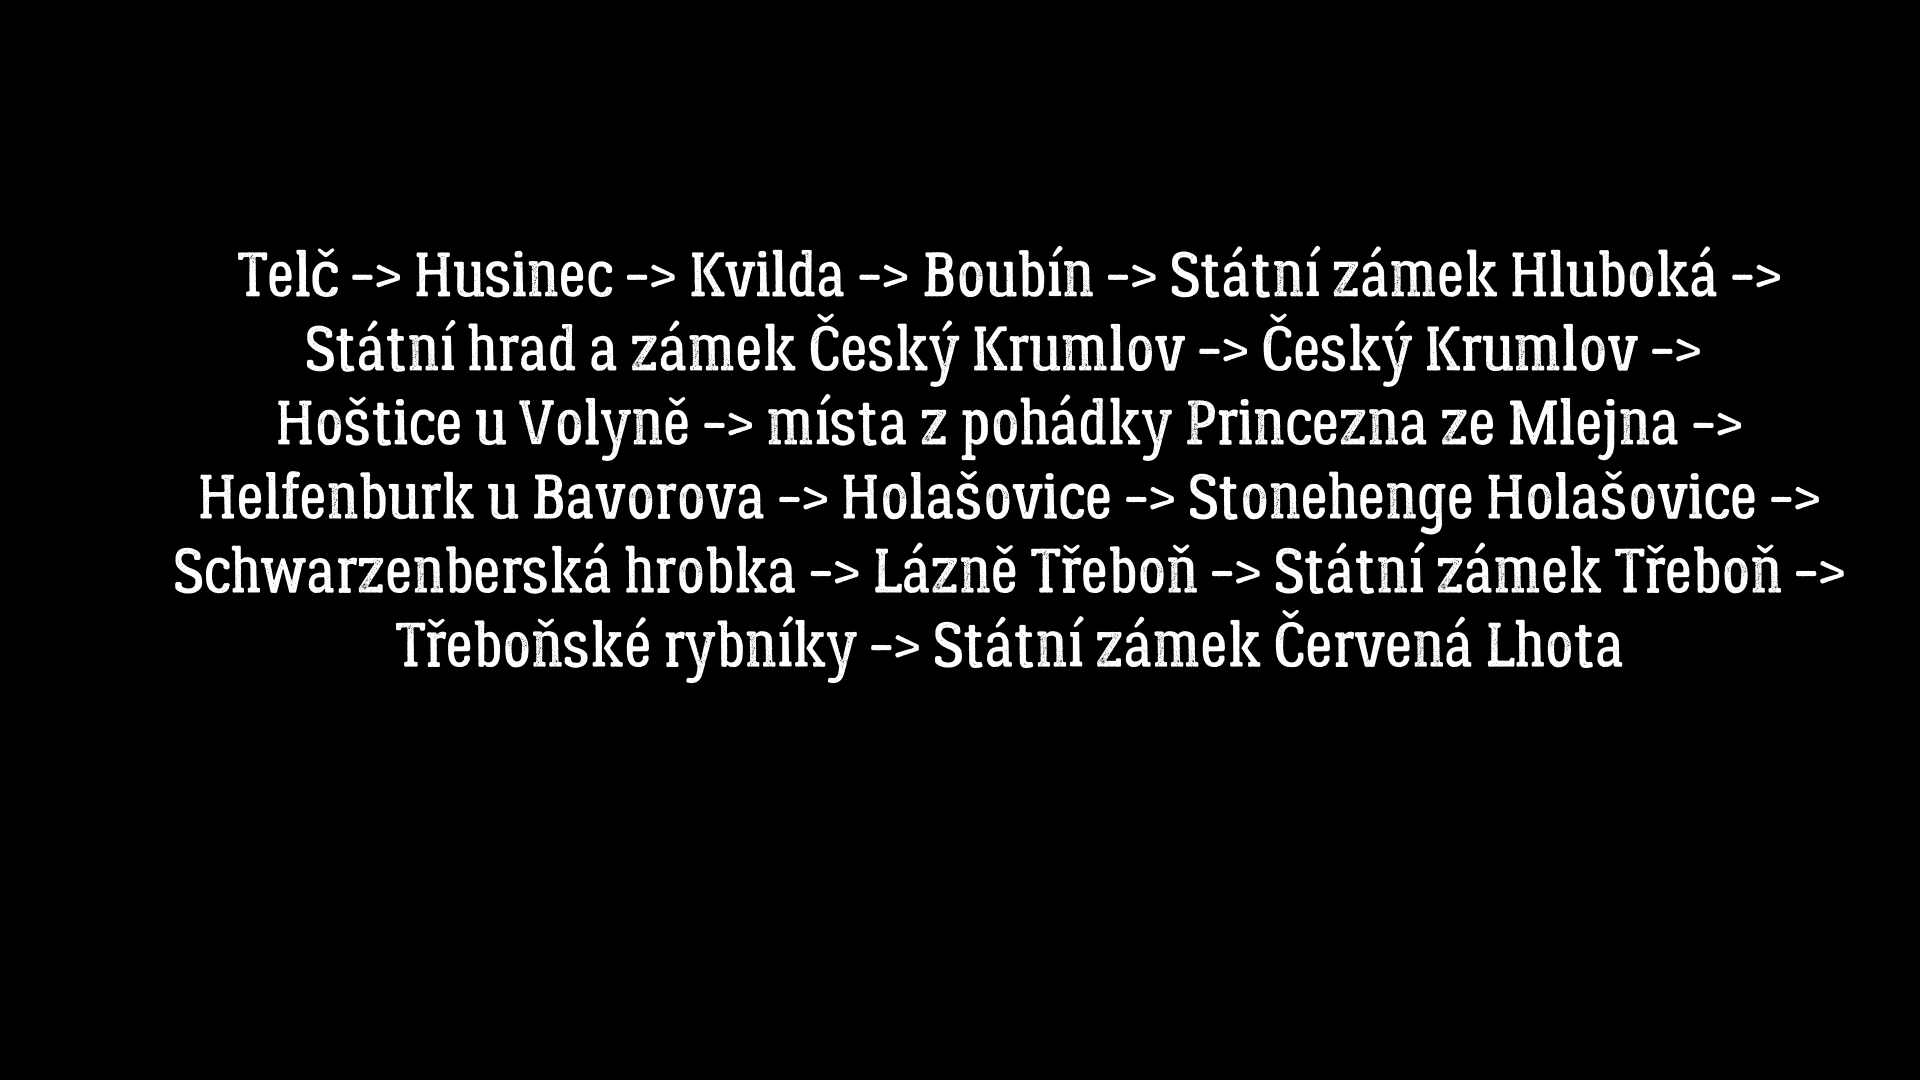 Telč –> Husinec –> Kvilda –> Boubín –> Státní zámek Hluboká –>
Státní hrad a zámek Český Krumlov –> Český Krumlov –>
Hoštice u Volyně –> místa z pohádky Princezna ze Mlejna –>
Helfenburk u Bavorova –> Holašovice –> Stonehenge Holašovice –>
Schwarzenberská hrobka –> Lázně Třeboň –> Státní zámek Třeboň –>
Třeboňské rybníky –> Státní zámek Červená Lhota